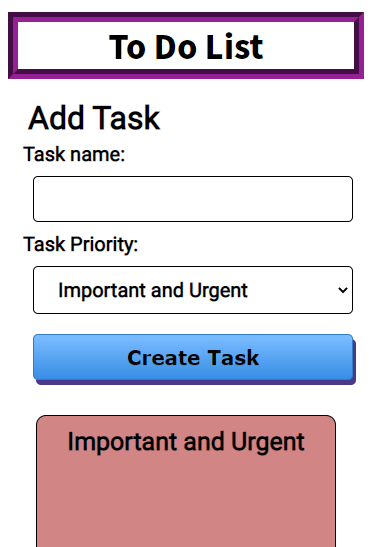 To Do List
Add Task
Task name:
Task Priority:
Important and Urgent
Create Task
Important and Urgent